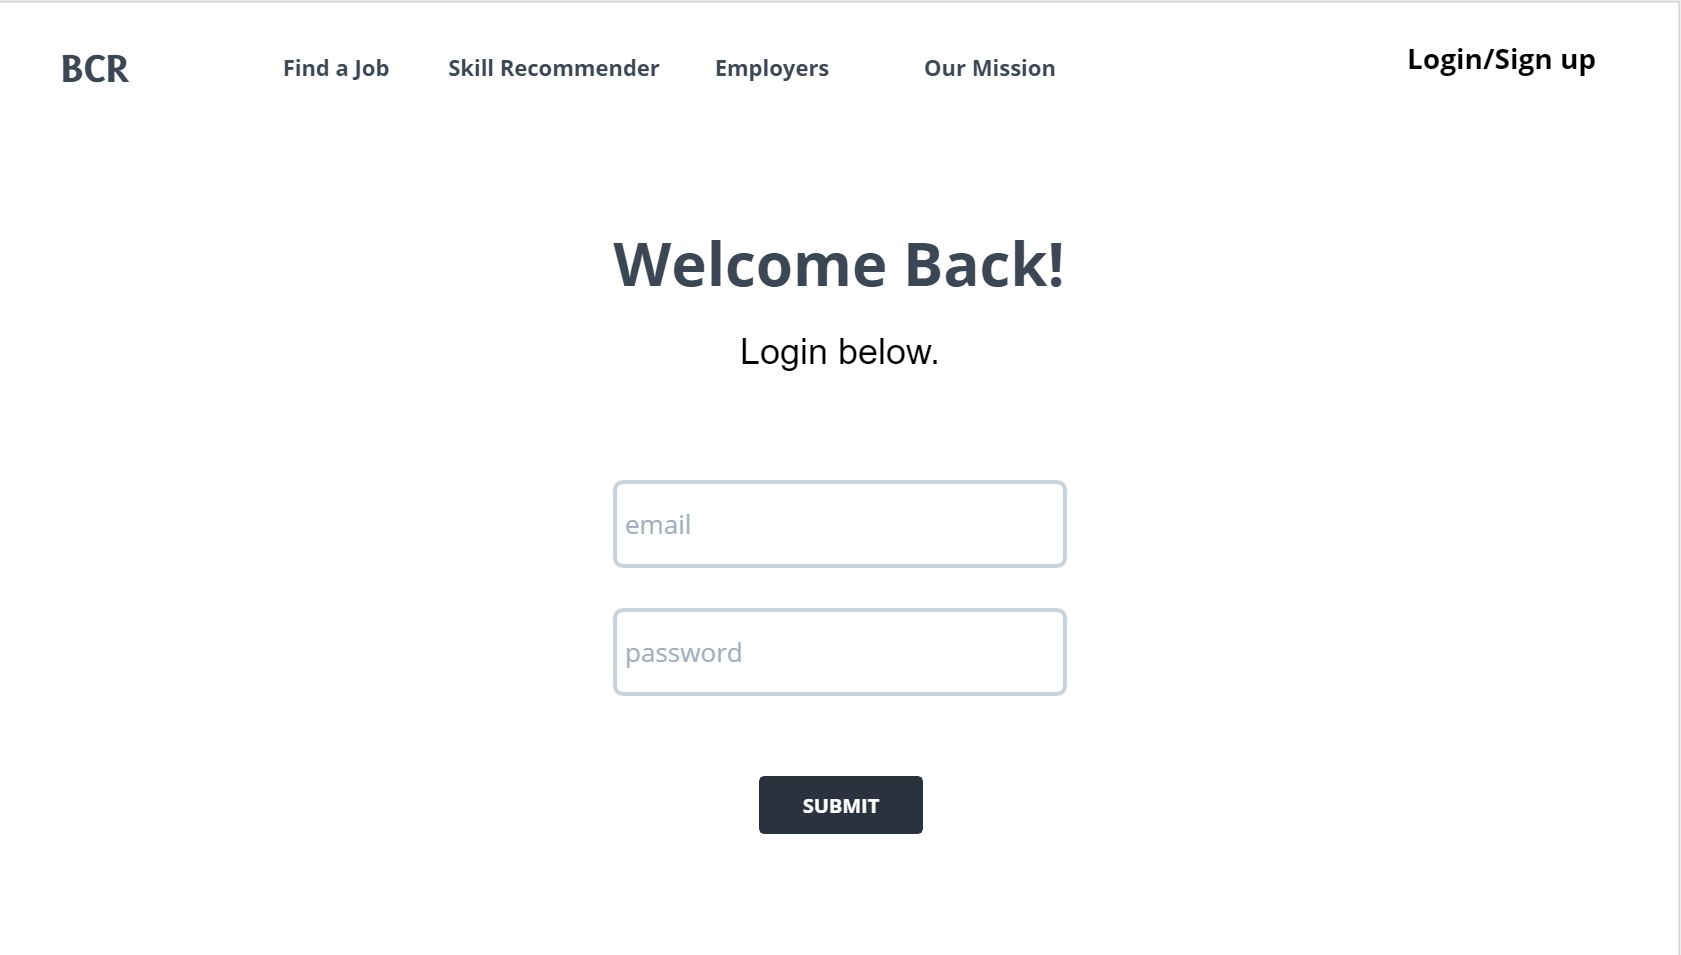 BCR Find a Job Skill Recommender Employers Our Mission Login/Sign up
Welcome Back!
Login below.
email
password
SUBMIT